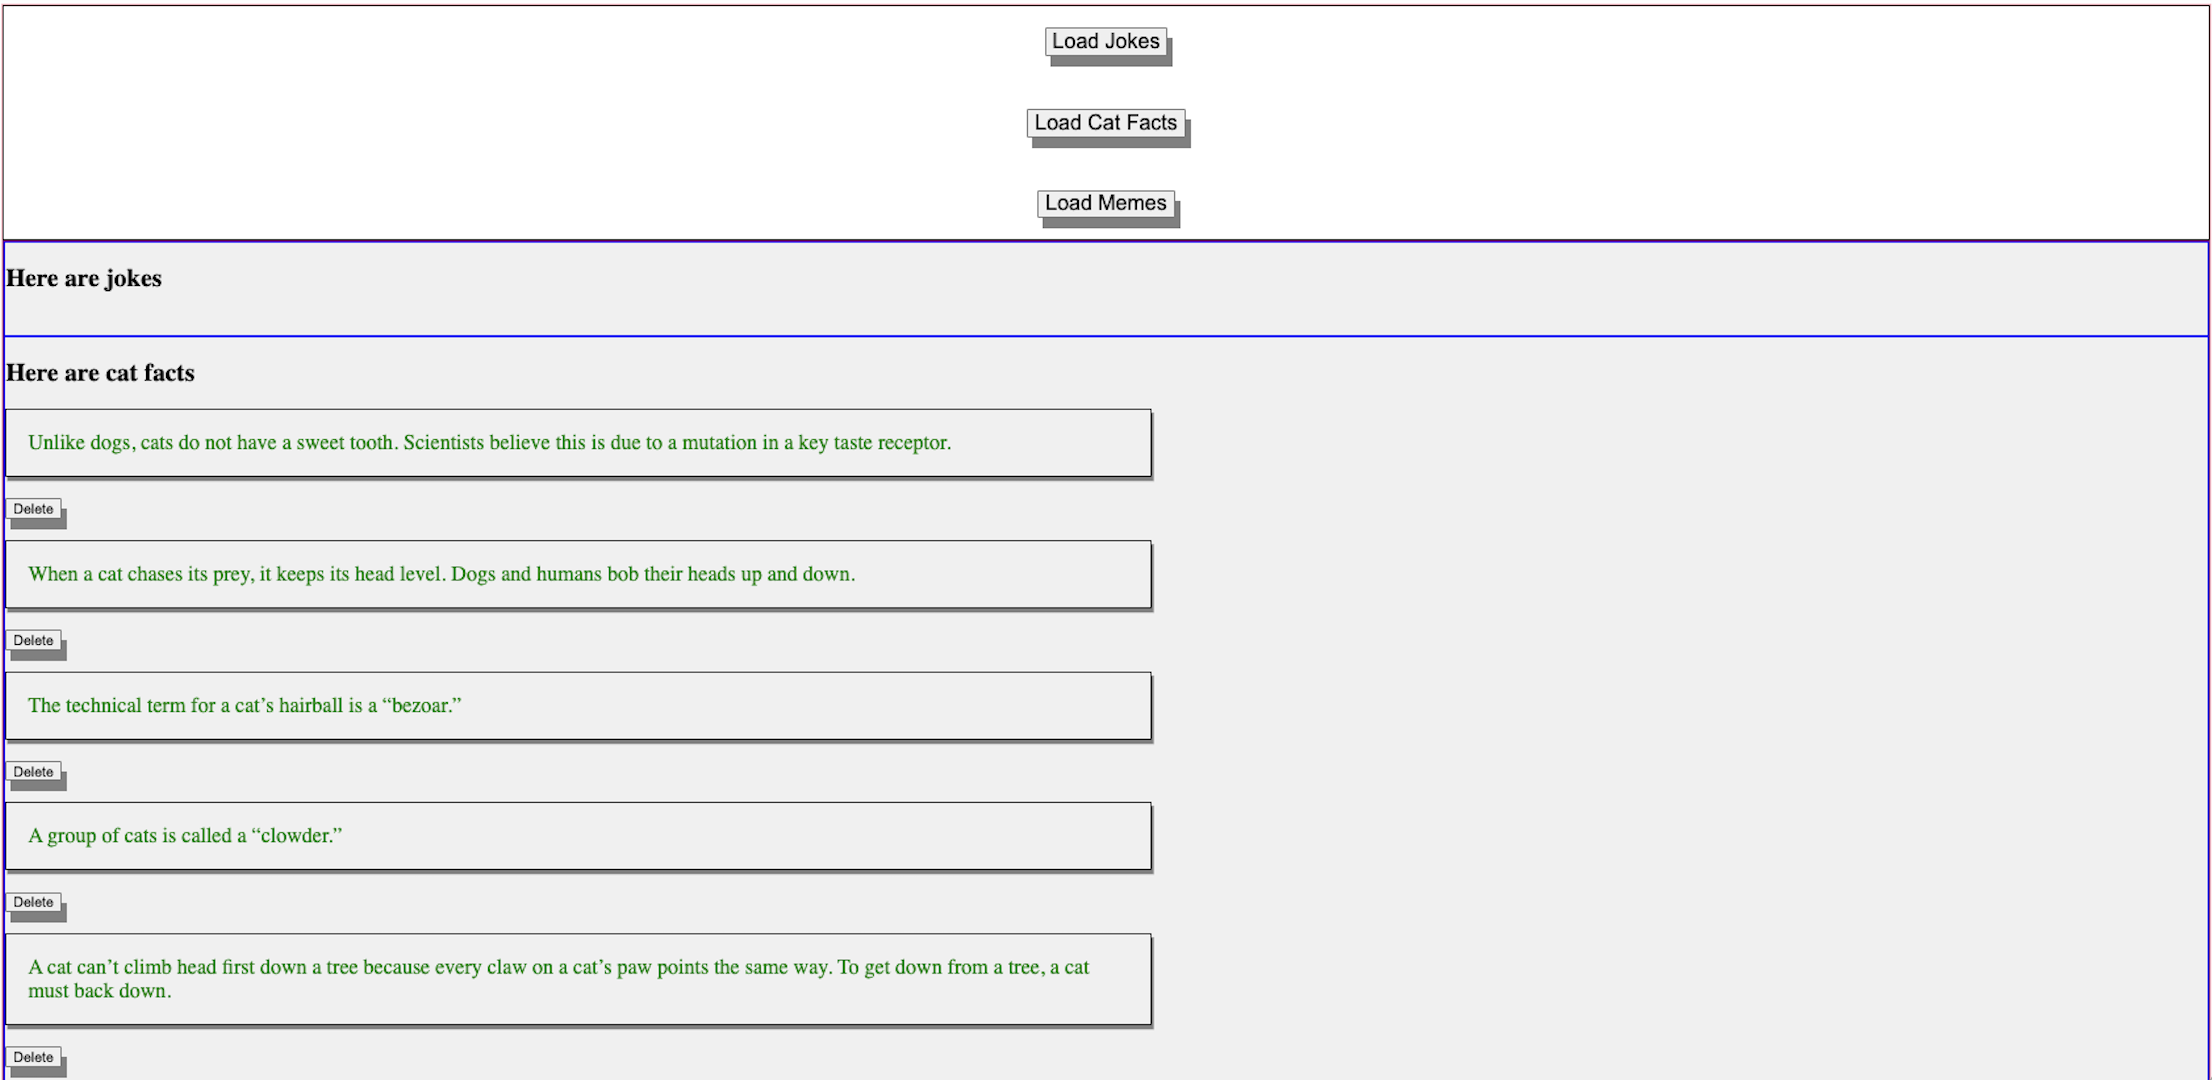 Load Jokes
Load Cat Facts
Load Memes
Here are jokes
Here are cat facts
Unlike dogs, cats do not have a sweet tooth. Scientists believe this is due to a mutation in a key taste receptor.
Delete
When a cat chases its prey, it keeps its head level. Dogs and humans bob their heads up and down.
Delete
The technical term for a cat’s hairball is a “bezoar.”
Delete
A group of cats is called a “clowder.”
Delete
A cat can’t climb head first down a tree because every claw on a cat’s paw points the same way. To get down from a tree, a cat
must back down.
Delete